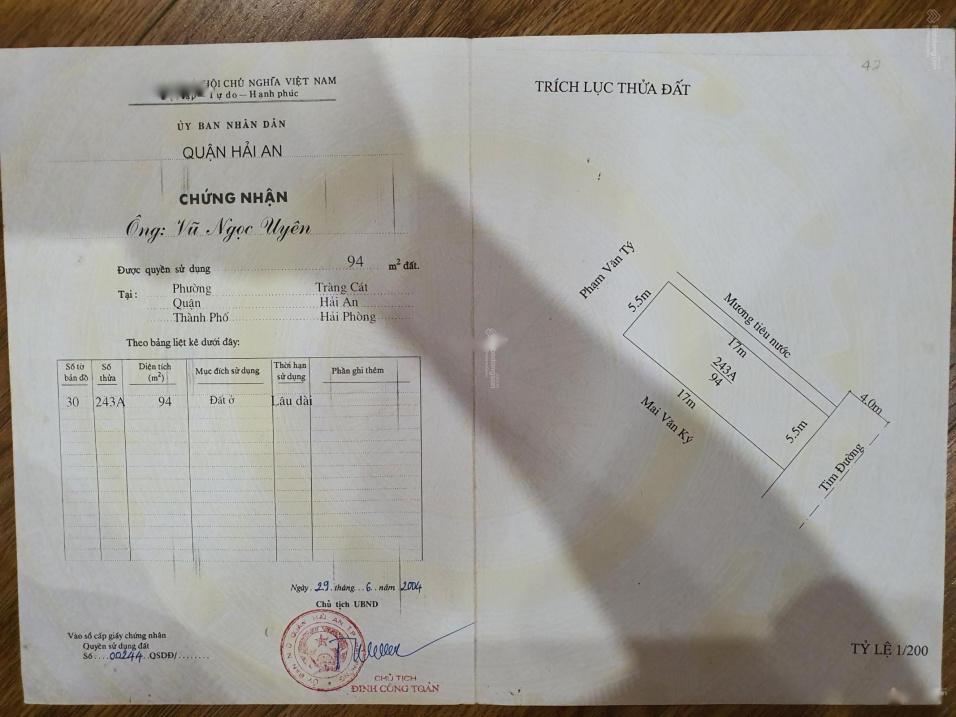 HỘI CHỦ NGHĨA VIỆT NAM
Tự do — Hạnh phúc
ỦY BAN NHÂN DÂN
QUẬN HẢI AN
CHỨNG NHẬN
Ông: Vũ Ngọc Uyên
Được quyền sử dụng 94 m² đất.
Tại : Phường Tràng Cát
Quận Hải An
Thành Phố Hải Phòng
Theo bảng liệt kê dưới đây:
Số tờ bản đồ Số thửa Diện tích (m²) Mục đích sử dụng Thời hạn sử dụng Phần ghi thêm
30 243A 94 Đất ở Lâu dài
Ngày 29 tháng 6 năm 2004
Chủ tịch UBND
Vào sổ cấp giấy chứng nhận
Quyền sử dụng đất
Số 00244 QSDĐ/
CHỦ TỊCH
ĐINH CÔNG TOÀN
42
TRÍCH LỤC THỬA ĐẤT
Phạm Văn Tý
5.5m
Mương tiêu nước
17m
243A
94
17m
Mai Văn Ký
5.5m
4.0m
Tim Đường
TỶ LỆ 1/200